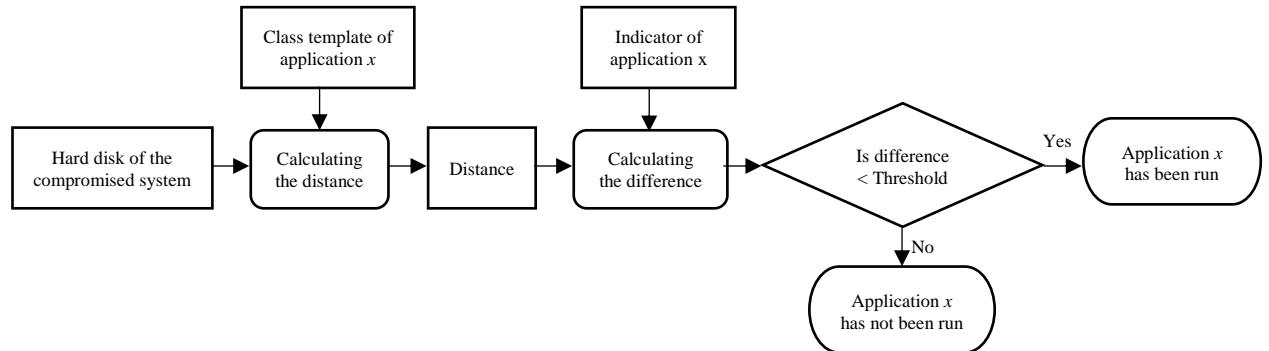 Class template of
application x
Indicator of
application x
Hard disk of the
compromised system
Calculating
the distance
Distance
Calculating
the difference
Is difference
< Threshold
Yes
Application x
has been run
No
Application x
has not been run